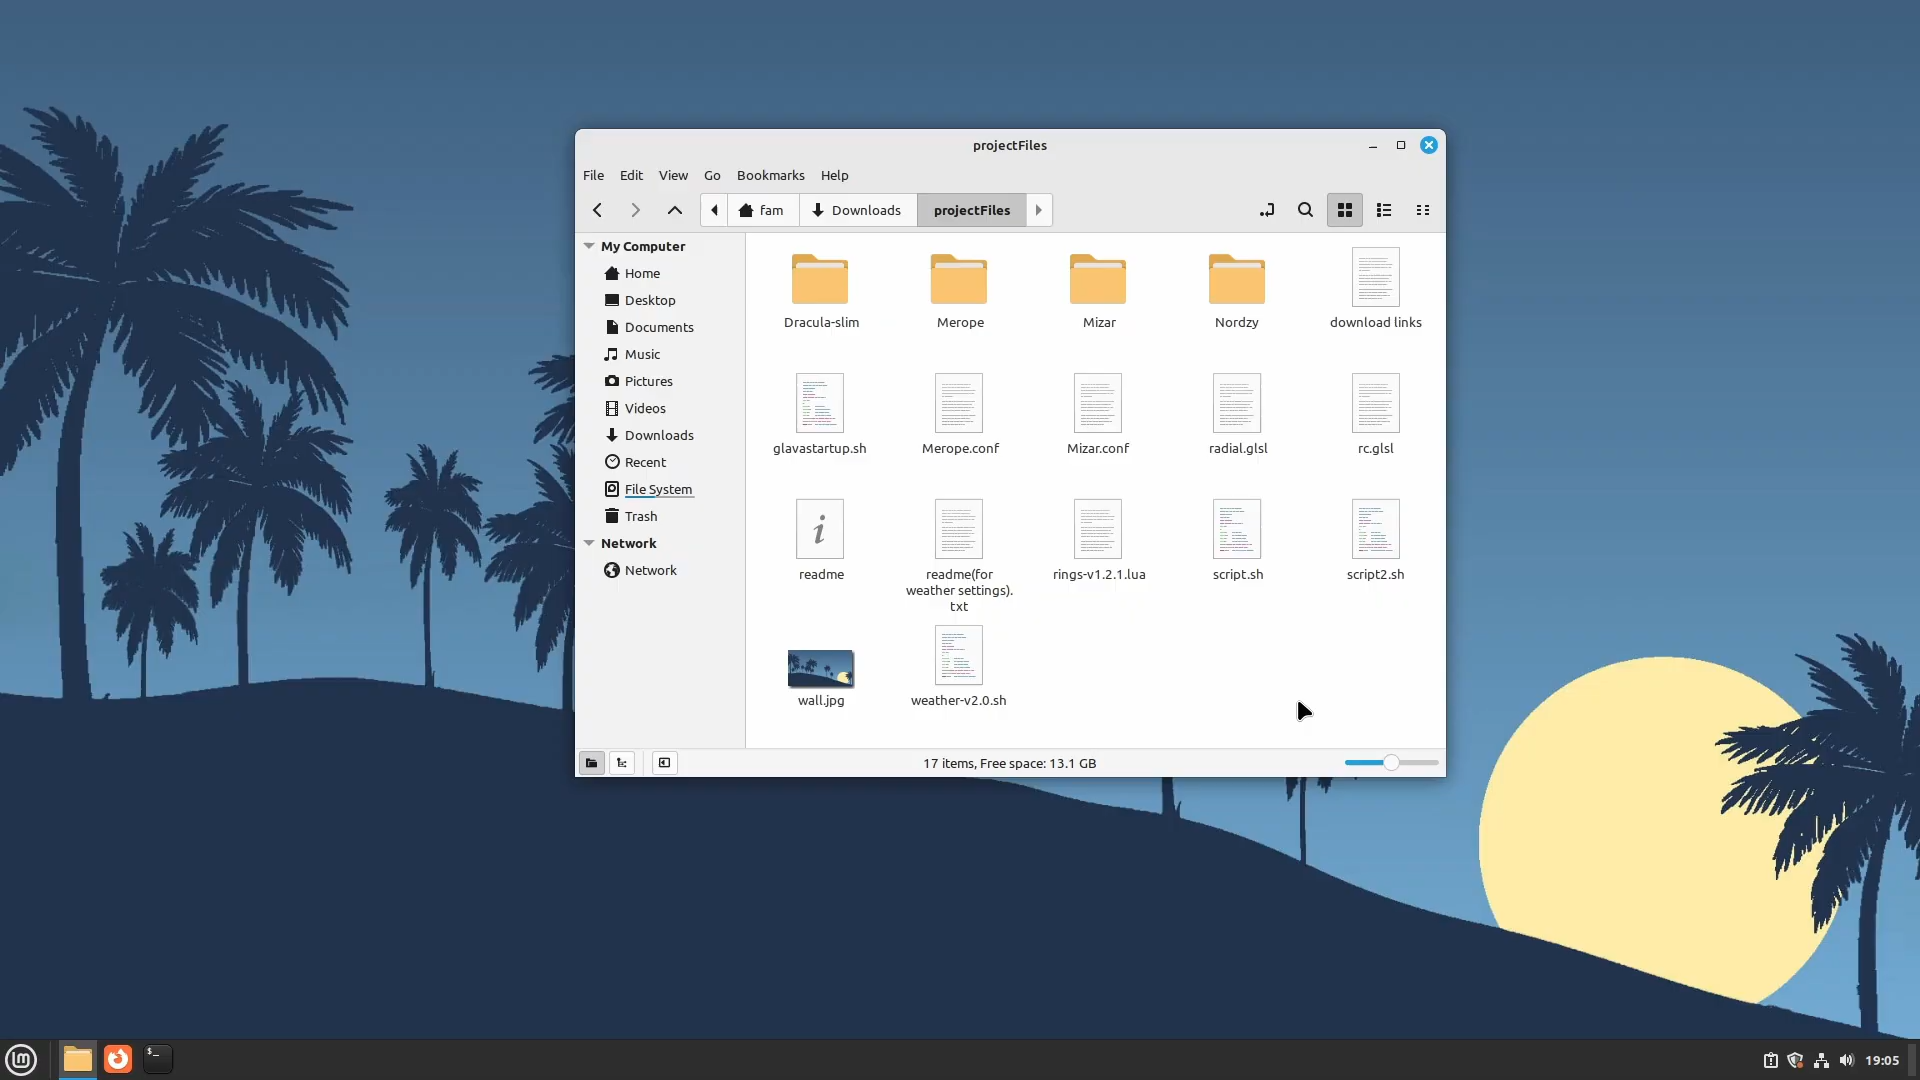 projectFiles
File Edit View Go Bookmarks Help
fam Downloads projectFiles
My Computer
Home
Desktop
Documents
Music
Pictures
Videos
Downloads
Recent
File System
Trash
Network
Network
Dracula-slim Merope Mizar Nordzy download links
glavastartup.sh Merope.conf Mizar.conf radial.glsl rc.glsl
readme readme(for rings-v1.2.1.lua script.sh script2.sh
weather settings).
txt
wall.jpg weather-v2.0.sh
17 items, Free space: 13.1 GB
19:05